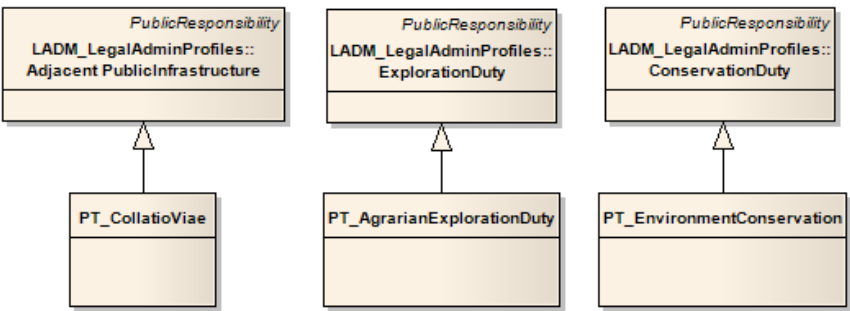 PublicResponsibility
LADM_LegalAdminProfiles::
Adjacent PublicInfrastructure
PublicResponsibility
LADM_LegalAdminProfiles::
ExplorationDuty
PublicResponsibility
LADM_LegalAdminProfiles::
ConservationDuty
PT_CollatioViae
PT_AgrarianExplorationDuty
PT_EnvironmentConservation